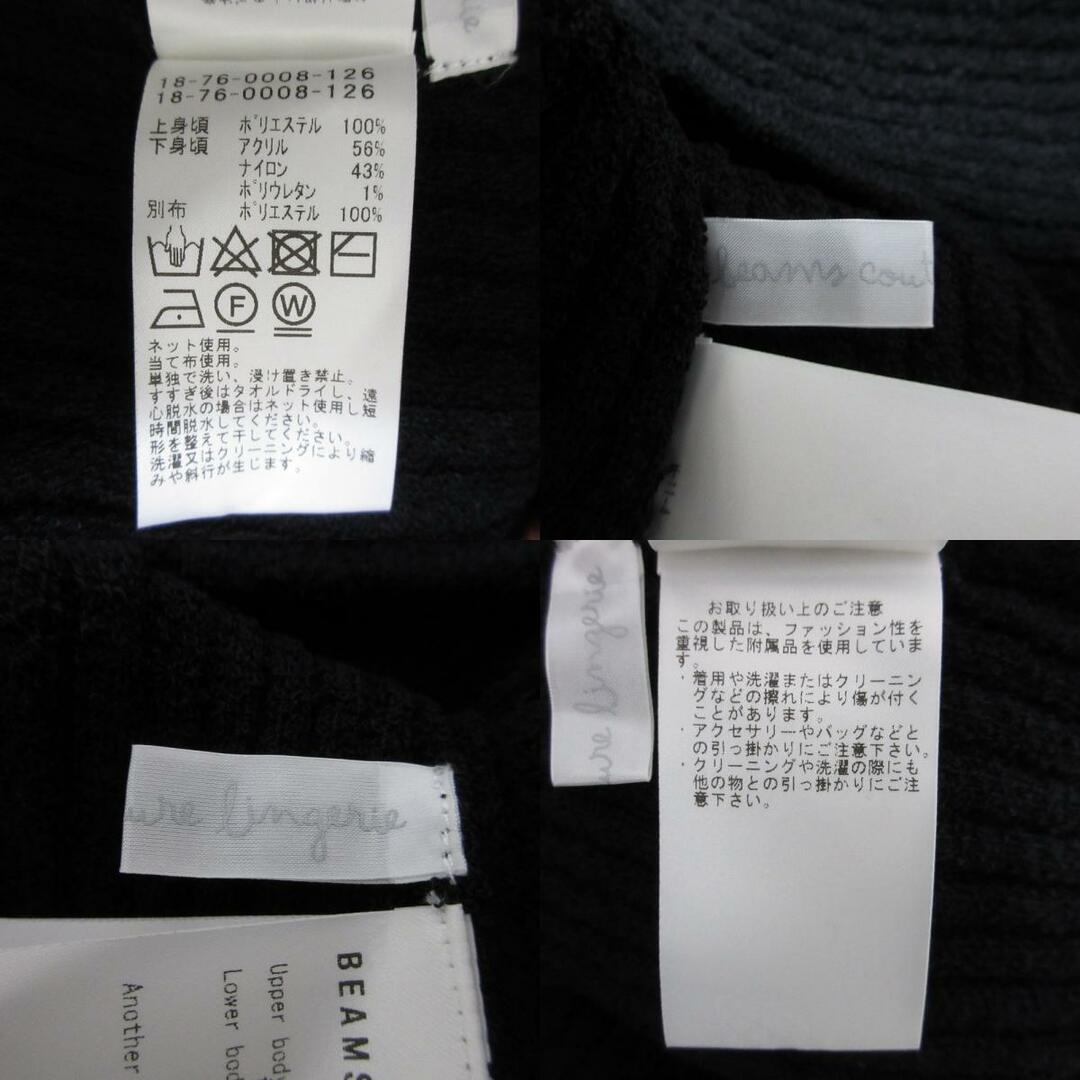 18-76-0008-126
18-76-0008-126
上身頃 ポリエステル 100%
下身頃 アクリル 56%
ナイロン 43%
ポリウレタン 1%
別布 ポリエステル 100%
F
W
ネット使用。
当て布使用。
単独で洗い、浸け置き禁止。
すすぎ後はタオルドライし、遠
心脱水の場合はネット使用し短
時間脱水してください。
形を整えて干してください。
洗濯又はクリーニングにより縮
みや斜行が生じます。
beams cout
ure lingerie
BEAMS
Upper body
Lower bod
Another
ure lingerie
お取り扱い上のご注意
この製品は、ファッション性を
重視した附属品を使用していま
す。
・着用や洗濯またはクリーニン
グなどの擦れにより傷が付く
ことがあります。
・アクセサリーやバッグなどと
の引っ掛かりにご注意下さい。
・クリーニングや洗濯の際にも
他の物との引っ掛かりにご注
意下さい。